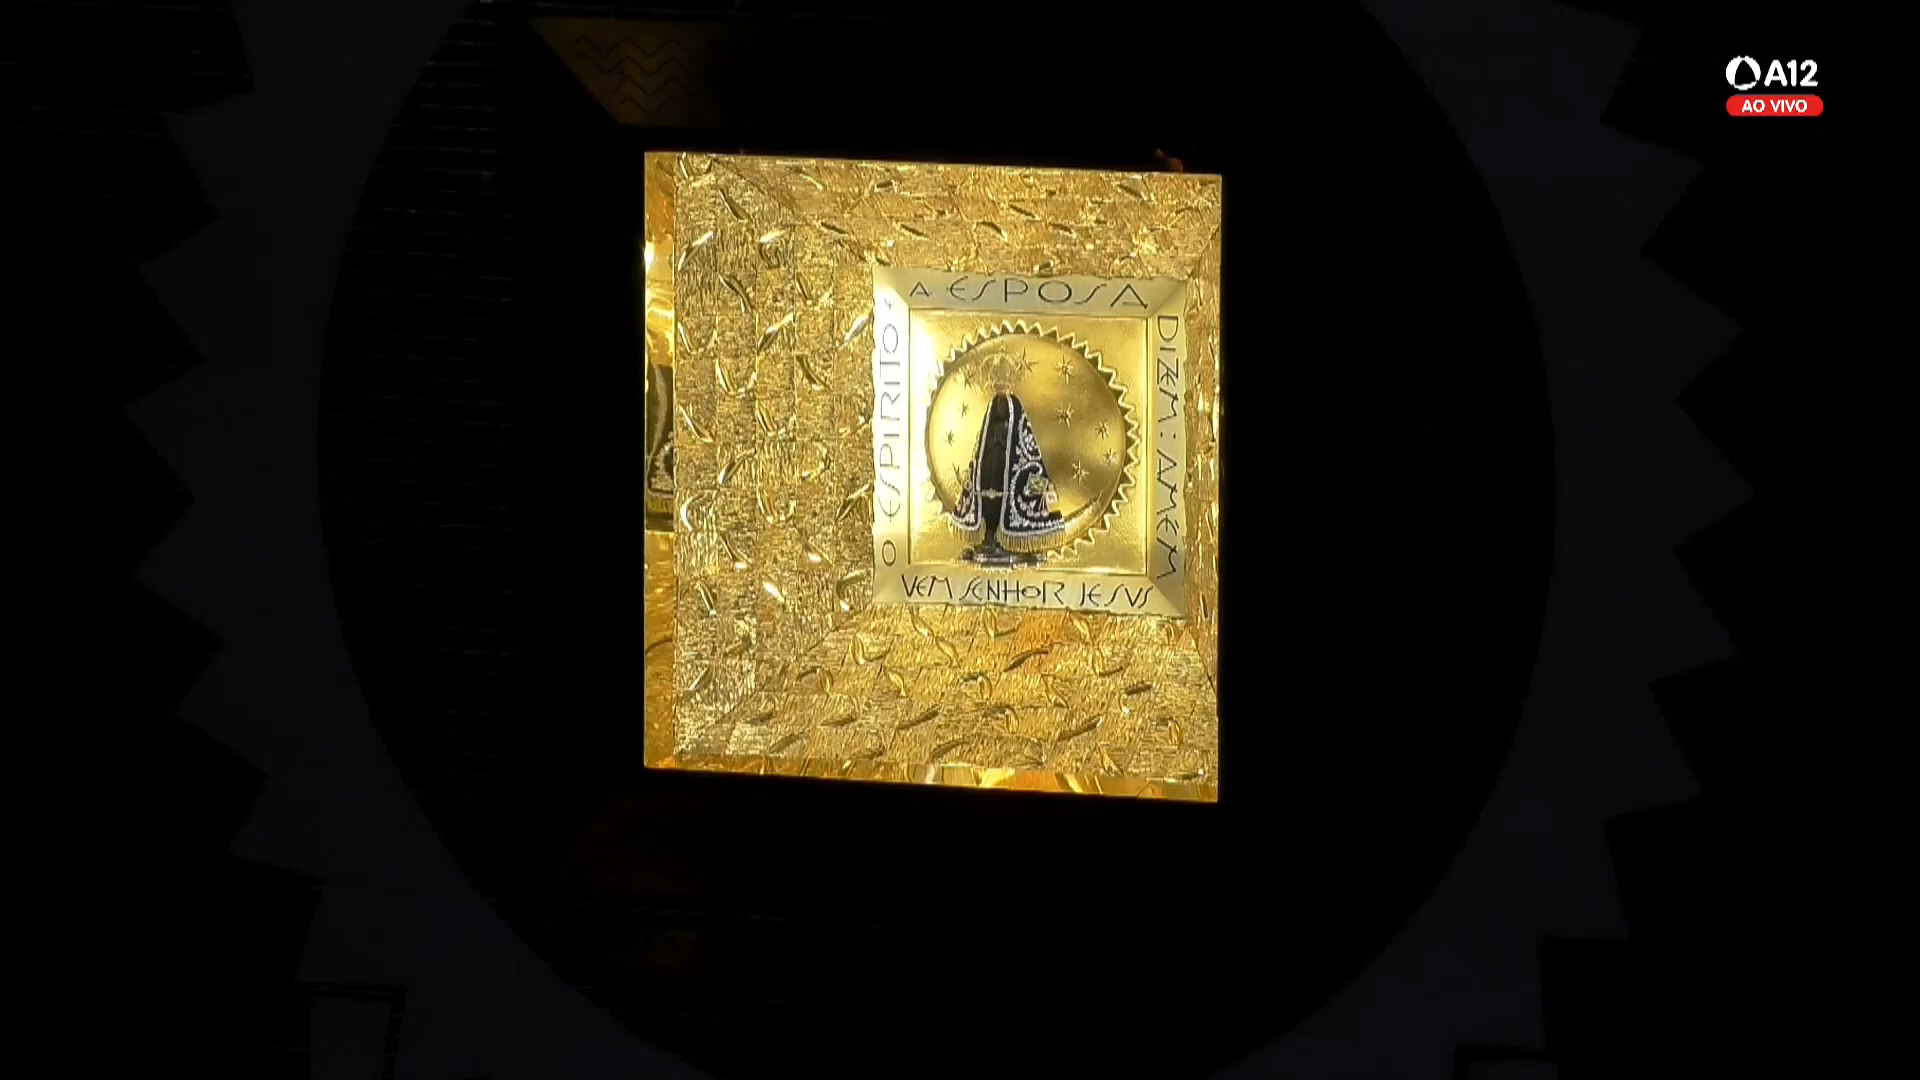 A12
AO VIVO
O ESPÍRITO E
A ESPOSA
DIZEM: AMÉM
VEM SENHOR JESUS